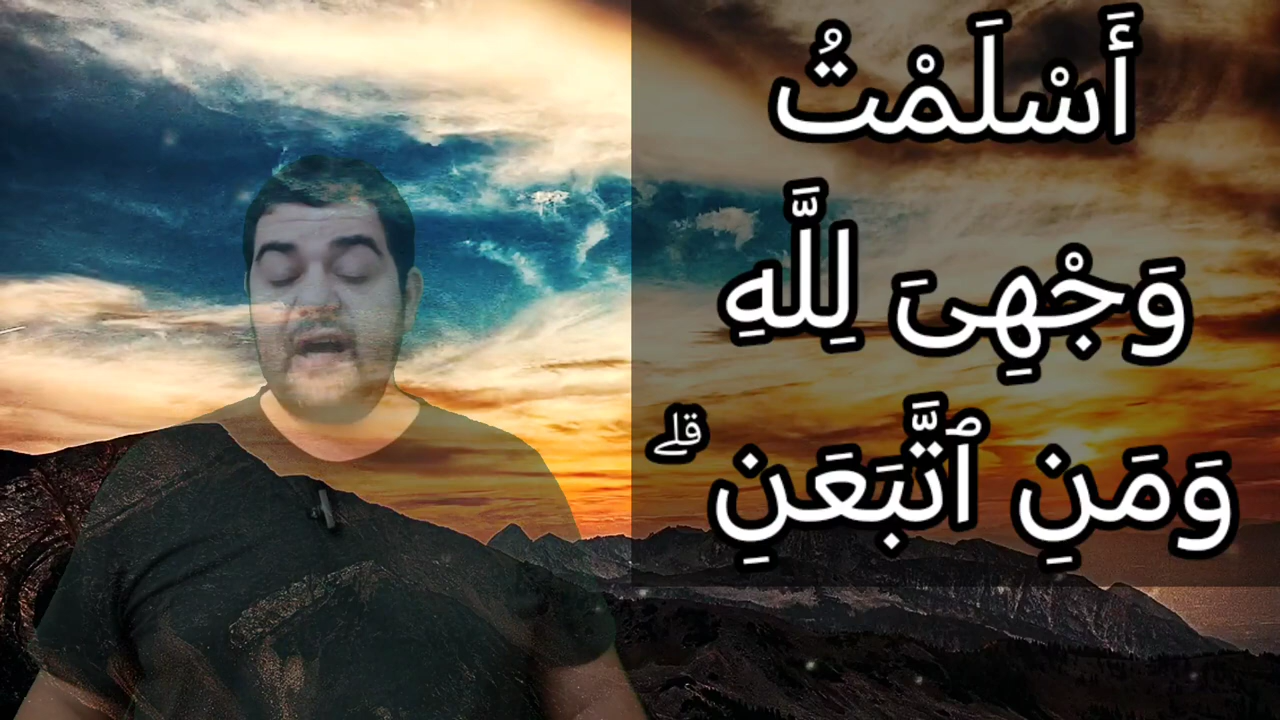 أَسْلَمْتُ
وَجْهِىَ لِلَّهِ
وَمَنِ ٱتَّبَعَنِ ۗ